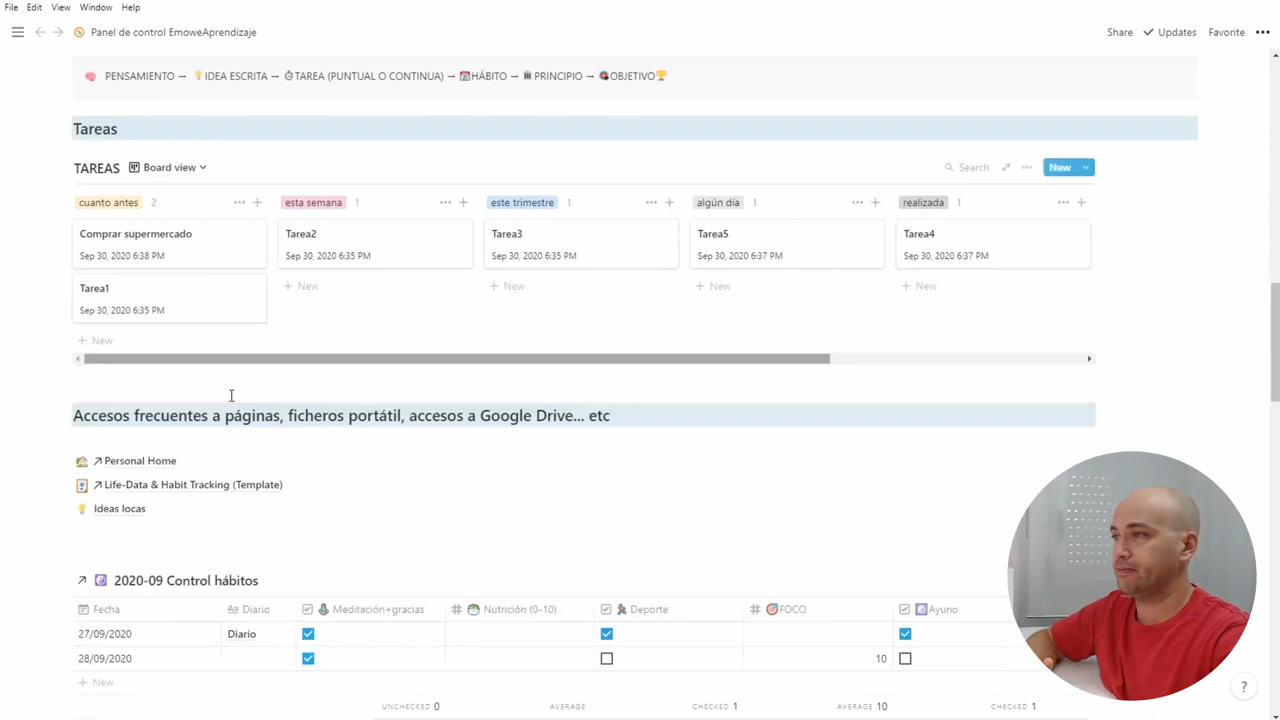 File Edit View Window Help
Panel de control EmoweAprendizaje Share Updates Favorite
PENSAMIENTO → IDEA ESCRITA → TAREA (PUNTUAL O CONTINUA) → HÁBITO → PRINCIPIO → OBJETIVO
Tareas
TAREAS Board view Search New
cuanto antes 2 esta semana 1 este trimestre 1 algún día 1 realizada 1
Comprar supermercado Tarea2 Tarea3 Tarea5 Tarea4
Sep 30, 2020 6:38 PM Sep 30, 2020 6:35 PM Sep 30, 2020 6:35 PM Sep 30, 2020 6:37 PM Sep 30, 2020 6:37 PM
Tarea1 + New + New + New + New
Sep 30, 2020 6:35 PM
+ New
Accesos frecuentes a páginas, ficheros portátil, accesos a Google Drive... etc
Personal Home
Life-Data & Habit Tracking (Template)
Ideas locas
2020-09 Control hábitos
Fecha Aa Diario Meditación+gracias # Nutrición (0-10) Deporte # FOCO Ayuno
27/09/2020 Diario
28/09/2020 10
+ New
UNCHECKED 0 AVERAGE CHECKED 1 AVERAGE 10 CHECKED 1
?